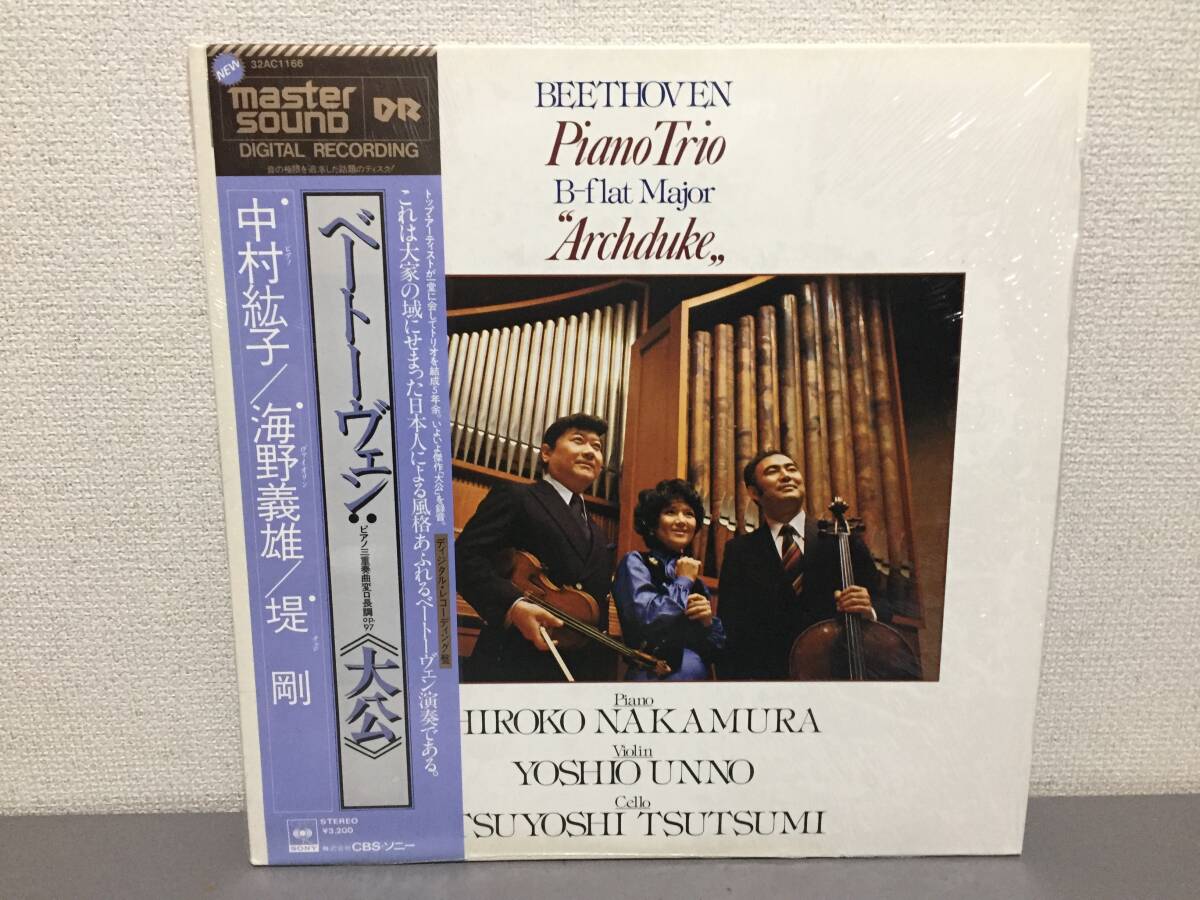 NEW
32AC1166
master
sound
DR
DIGITAL RECORDING
音の極限を追求した話題のディスク!
トップ・アーティストが一堂に会してトリオを結成5年余。いよいよ傑作「大公」を録音。
これは大家の域にせまった日本人による風格あふれるベートーヴェン演奏である。
ディジタル・レコーディング盤
ベートーヴェン:
ピアノ三重奏曲変ロ長調op.97
《大公》
中村紘子/海野義雄/堤 剛
ピアノ
ヴァイオリン
チェロ
STEREO
¥3,200
SONY
株式会社 CBS・ソニー
BEETHOVEN
Piano Trio
B-flat Major
“Archduke„
Piano
HIROKO NAKAMURA
Violin
YOSHIO UNNO
Cello
TSUYOSHI TSUTSUMI